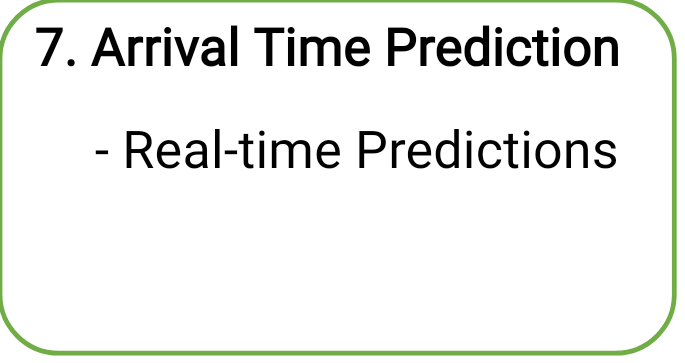 7. Arrival Time Prediction
- Real-time Predictions